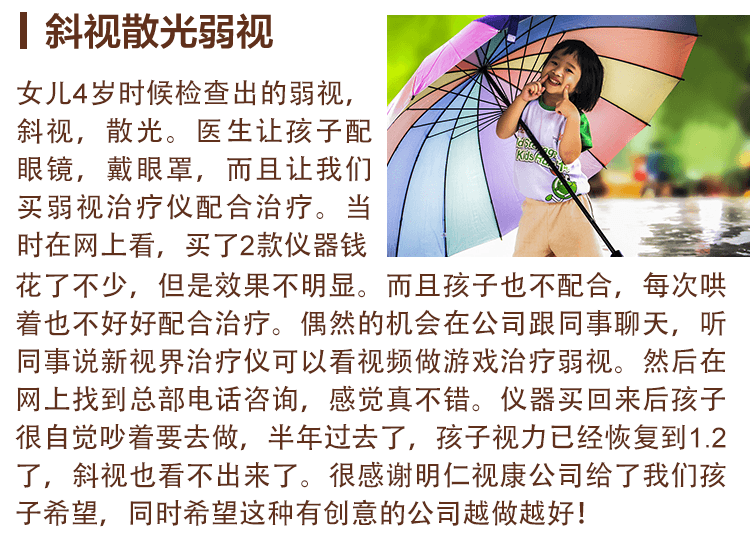 斜视散光弱视
女儿4岁时候检查出的弱视，
斜视，散光。医生让孩子配
眼镜，戴眼罩，而且让我们
买弱视治疗仪配合治疗。当
时在网上看，买了2款仪器钱
花了不少，但是效果不明显。而且孩子也不配合，每次哄
着也不好好配合治疗。偶然的机会在公司跟同事聊天，听
同事说新视界治疗仪可以看视频做游戏治疗弱视。然后在
网上找到总部电话咨询，感觉真不错。仪器买回来后孩子
很自觉吵着要去做，半年过去了，孩子视力已经恢复到1.2
了，斜视也看不出来了。很感谢明仁视康公司给了我们孩
子希望，同时希望这种有创意的公司越做越好！